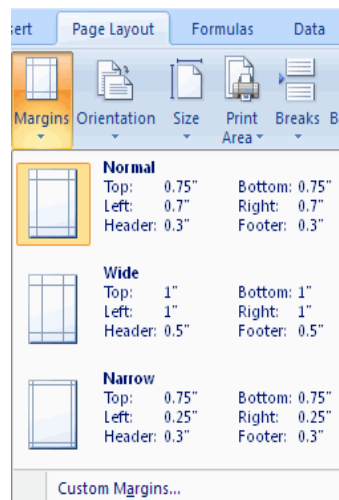 sert Page Layout Formulas Data
Margins Orientation Size Print Area Breaks B
Normal
Top: 0.75" Bottom: 0.75"
Left: 0.7" Right: 0.7"
Header: 0.3" Footer: 0.3"
Wide
Top: 1" Bottom: 1"
Left: 1" Right: 1"
Header: 0.5" Footer: 0.5"
Narrow
Top: 0.75" Bottom: 0.75"
Left: 0.25" Right: 0.25"
Header: 0.3" Footer: 0.3"
Custom Margins...